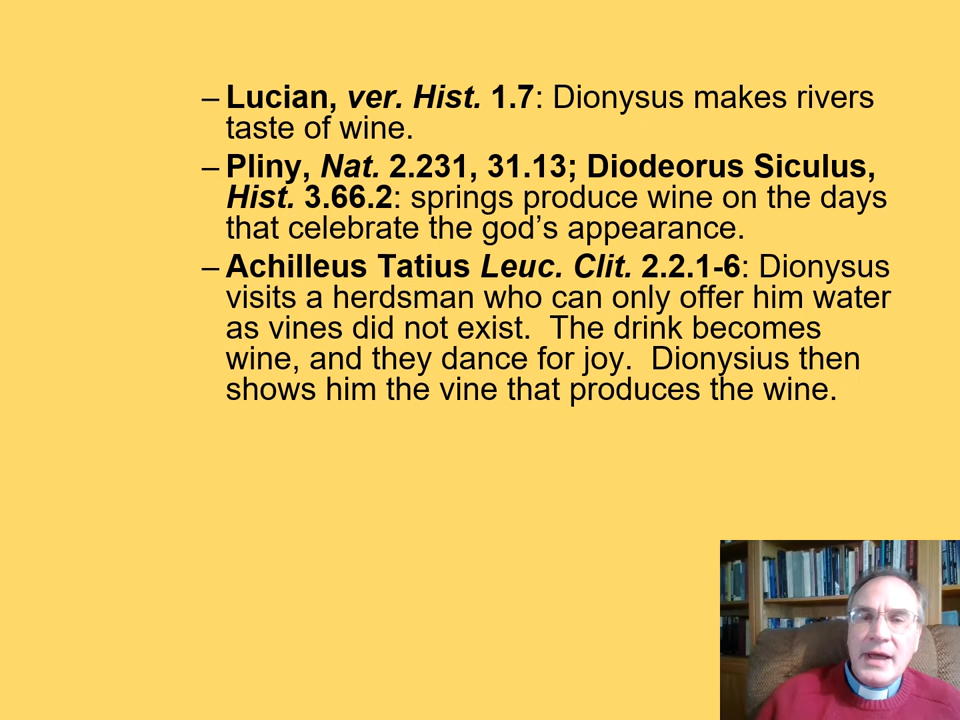 – Lucian, ver. Hist. 1.7: Dionysus makes rivers
taste of wine.
– Pliny, Nat. 2.231, 31.13; Diodeorus Siculus,
Hist. 3.66.2: springs produce wine on the days
that celebrate the god’s appearance.
– Achilleus Tatius Leuc. Clit. 2.2.1-6: Dionysus
visits a herdsman who can only offer him water
as vines did not exist.  The drink becomes
wine, and they dance for joy.  Dionysius then
shows him the vine that produces the wine.